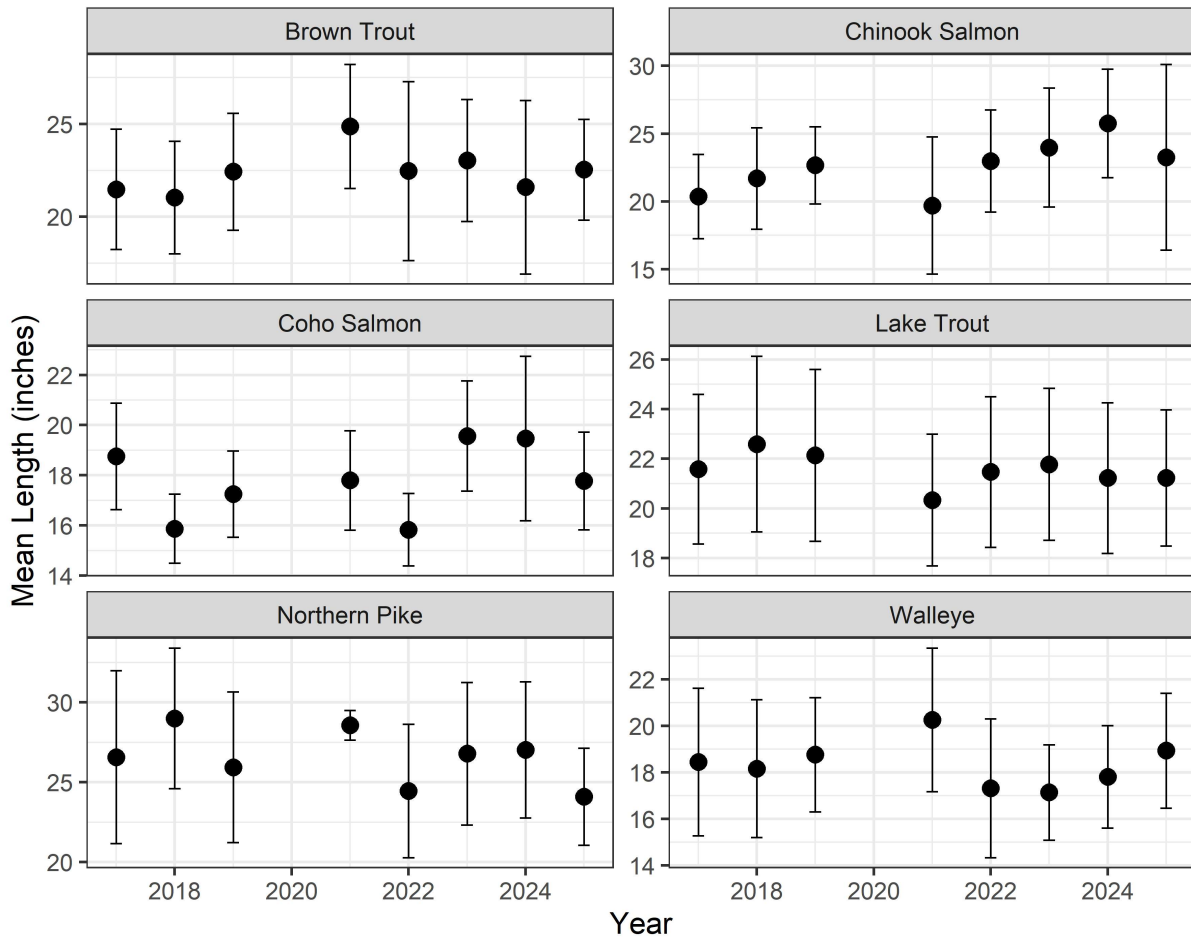 Brown Trout
Chinook Salmon
25
20
30
25
20
15
Coho Salmon
Lake Trout
22
20
18
16
14
26
24
22
20
18
Northern Pike
Walleye
30
25
20
22
20
18
16
14
2018 2020 2022 2024
2018 2020 2022 2024
Mean Length (inches)
Year